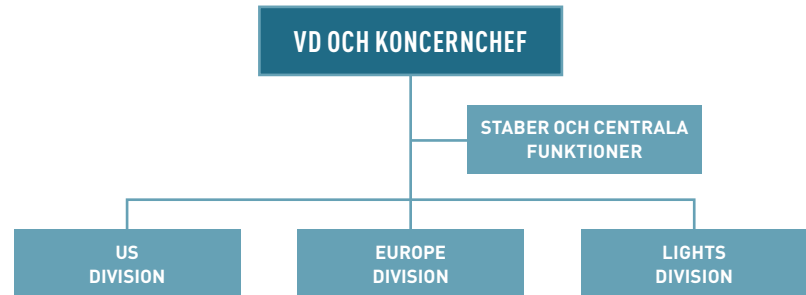 VD OCH KONCERNCHEF
STABER OCH CENTRALA
FUNKTIONER
US
DIVISION
EUROPE
DIVISION
LIGHTS
DIVISION